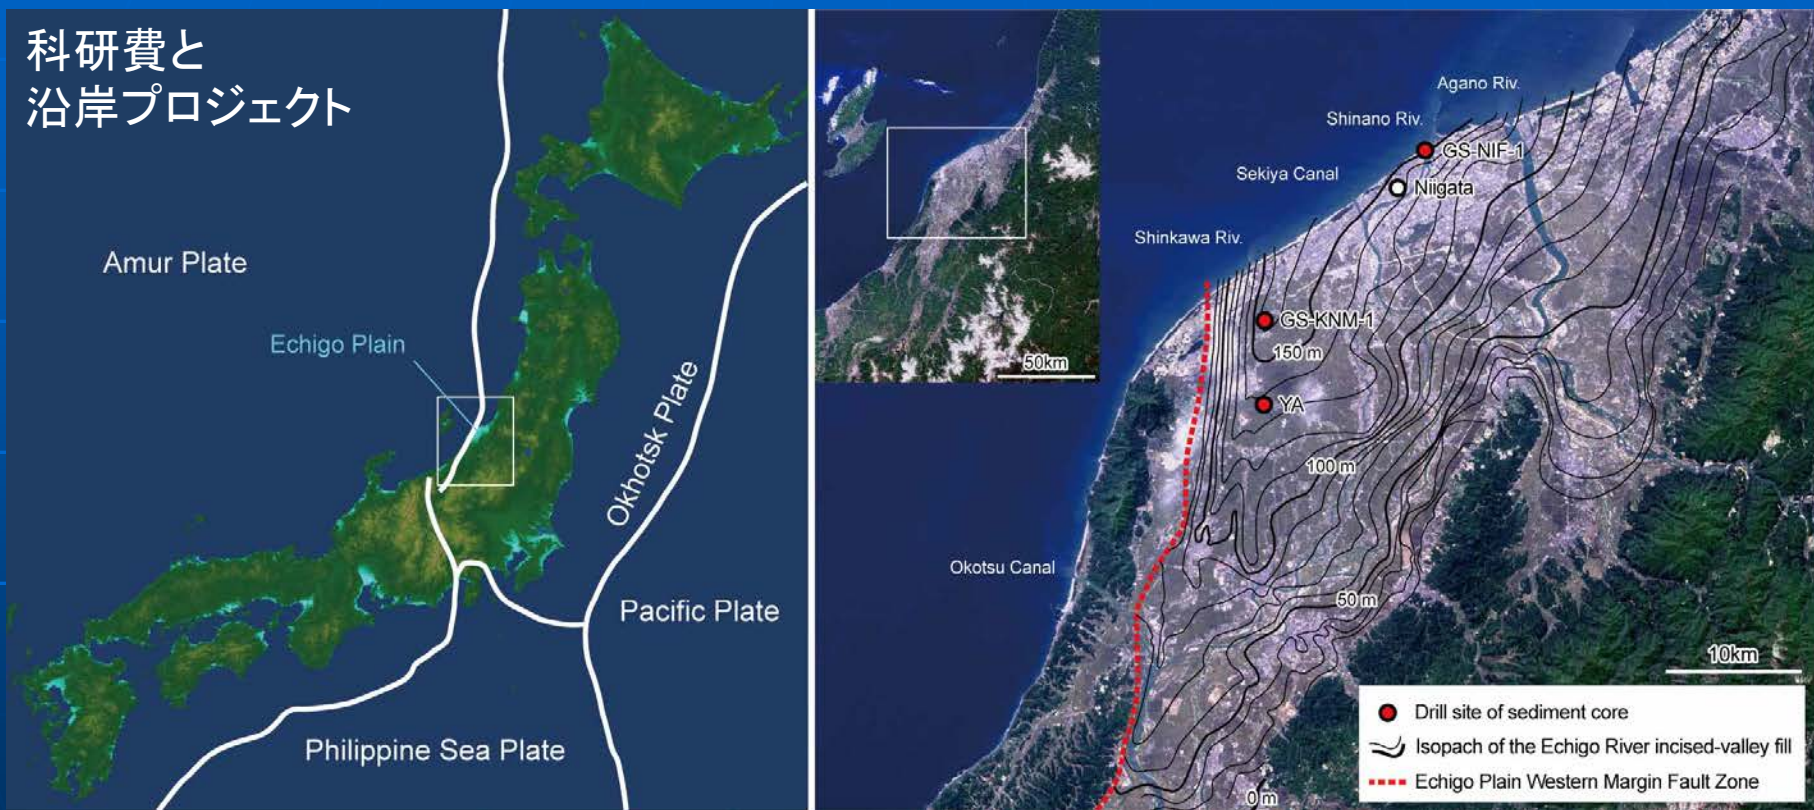 科研費と
沿岸プロジェクト
Amur Plate
Echigo Plain
Okhotsk Plate
Pacific Plate
Philippine Sea Plate
50km
Agano Riv.
Shinano Riv.
GS-NIF-1
Sekiya Canal
Niigata
Shinkawa Riv.
GS-KNM-1
150 m
YA
100 m
Okotsu Canal
50 m
10km
0 m
Drill site of sediment core
Isopach of the Echigo River incised-valley fill
Echigo Plain Western Margin Fault Zone